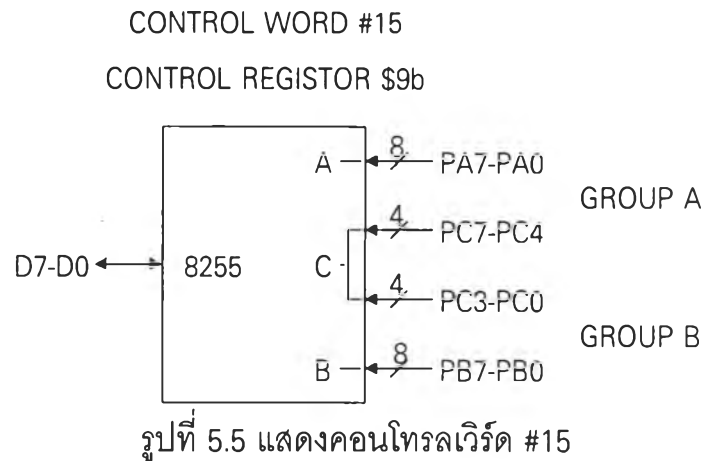 CONTROL WORD #15
CONTROL REGISTOR $9b
A
8
PA7-PA0
GROUP A
4
PC7-PC4
D7-D0
8255
C
4
PC3-PC0
GROUP B
B
8
PB7-PB0
รูปที่ 5.5 แสดงคอนโทรลเวิร์ด #15